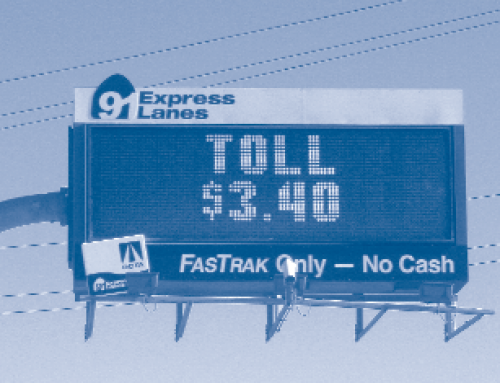 91 Express
Lanes
TOLL
$3.40
FASTRAK Only — No Cash